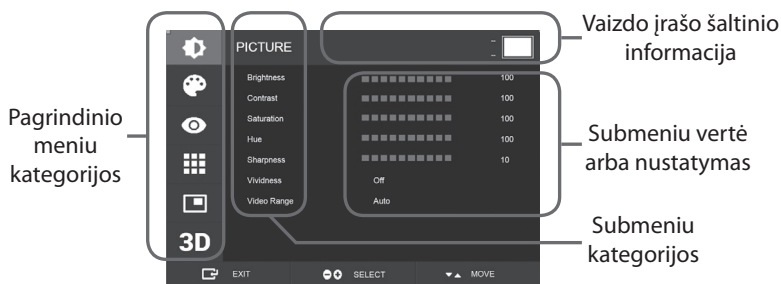 Vaizdo įrašo šaltinio
informacija
PICTURE
Brightness 100
Contrast 100
Saturation 100
Hue 100
Sharpness 10
Vividness Off
Video Range Auto
3D
EXIT SELECT MOVE
Pagrindinio
meniu
kategorijos
Submeniu vertė
arba nustatymas
Submeniu
kategorijos